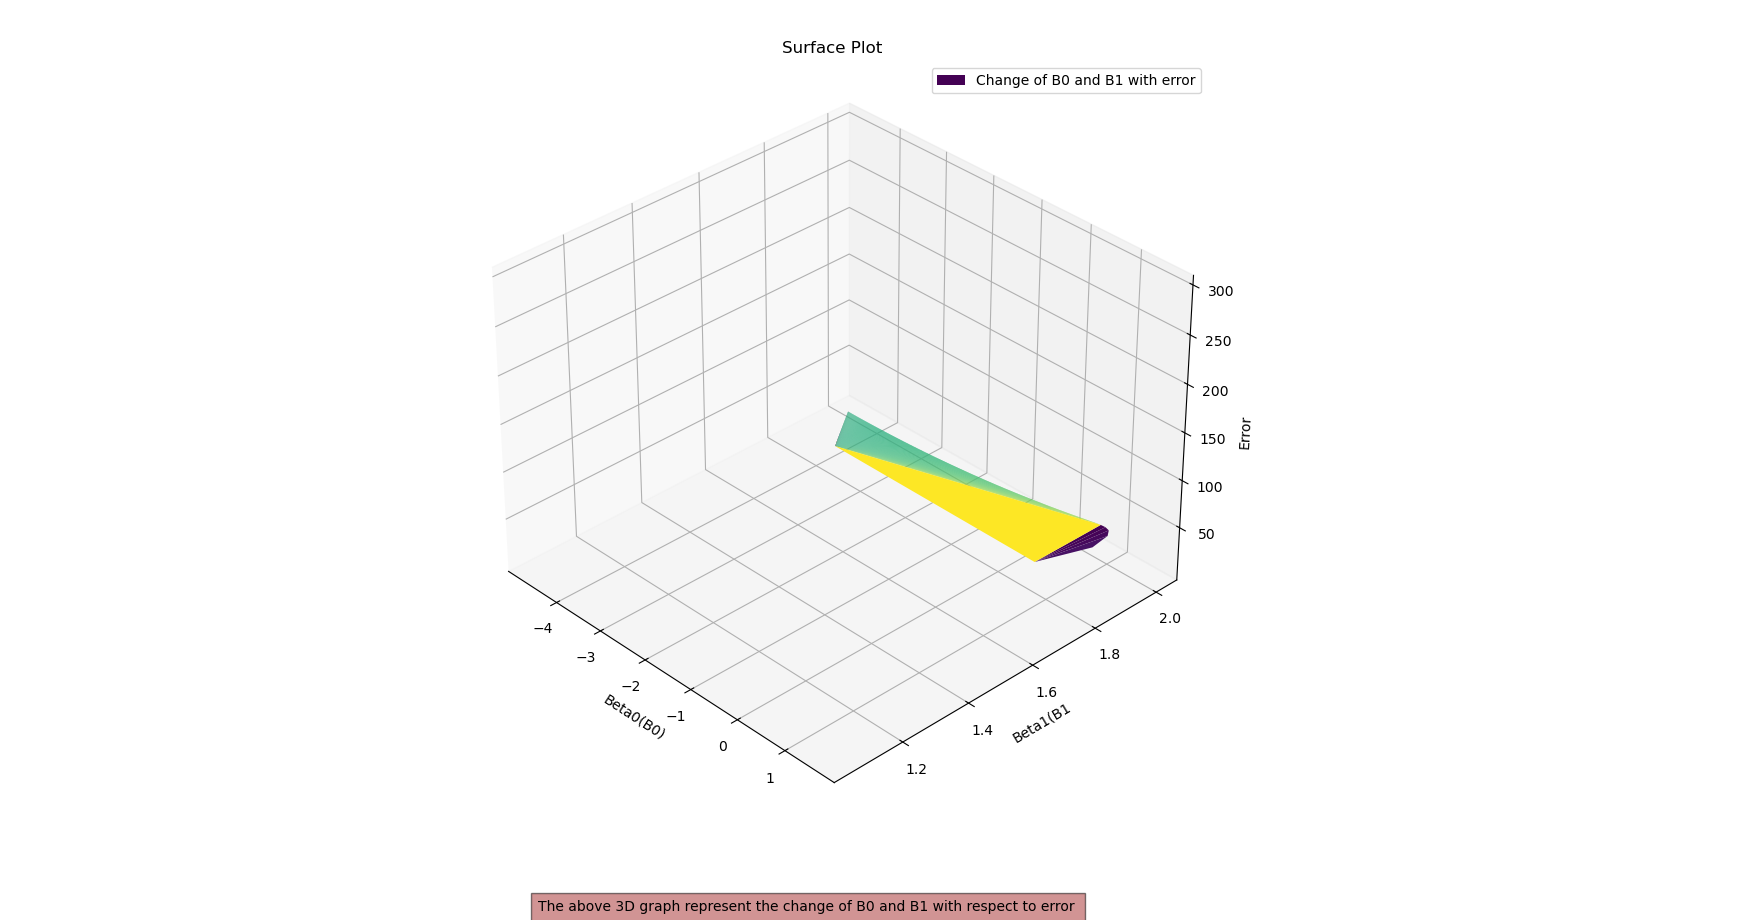 Surface Plot
Change of B0 and B1 with error
300
250
200
150
100
50
Error
−4
−3
−2
−1
0
1
Beta0(B0)
2.0
1.8
1.6
1.4
1.2
Beta1(B1
The above 3D graph represent the change of B0 and B1 with respect to error